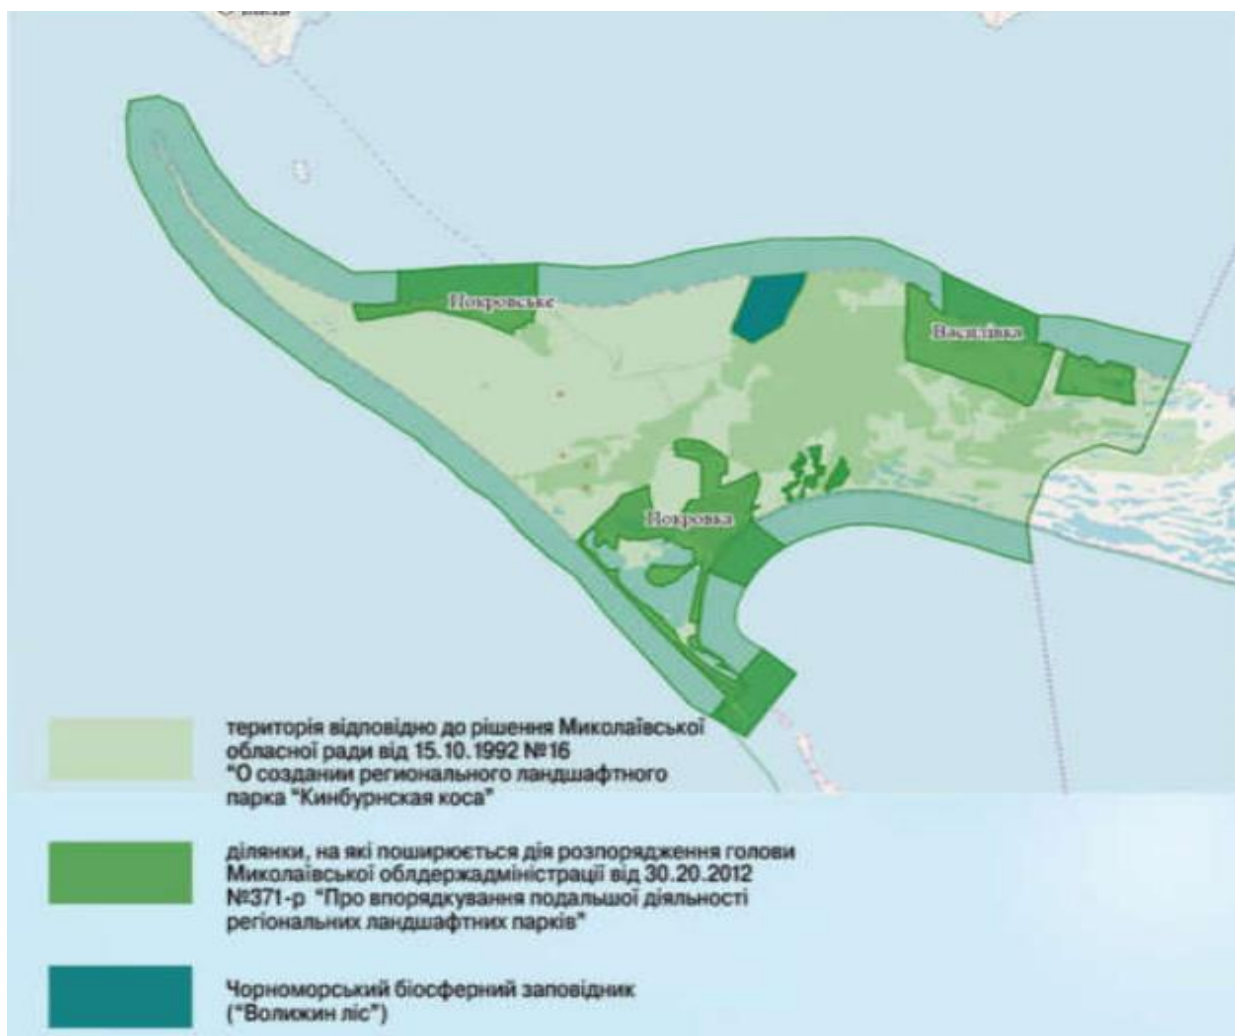 Покровське
Василівка
Покровка
територія відповідно до рішення Миколаївської
обласної ради від 15.10.1992 №16
"О создании регионального ландшафтного
парка "Кинбурнская коса"
ділянки, на які поширюється дія розпорядження голови
Миколаївської облдержадміністрації від 30.20.2012
№371-р "Про впорядкування подальшої діяльності
регіональних ландшафтних парків"
Чорноморський біосферний заповідник
("Волижин ліс")